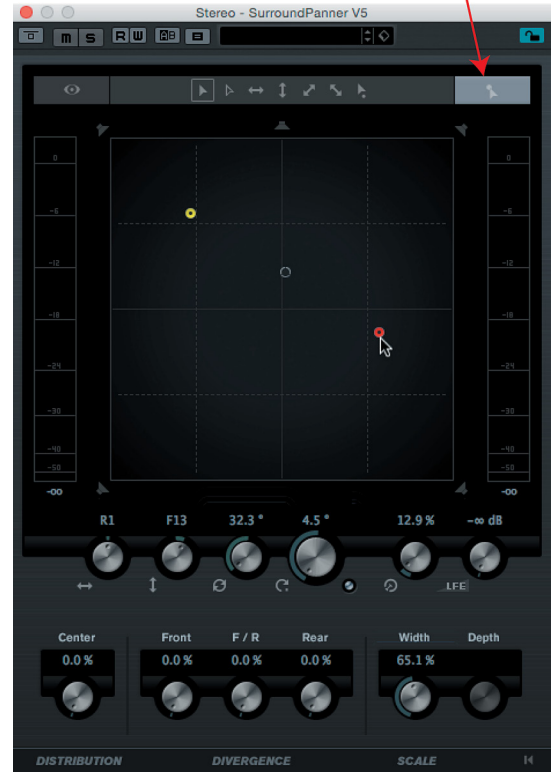 Stereo - SurroundPanner V5
m S R W AB
0 0
-6 -6
-12 -12
-18 -18
-24 -24
-30 -30
-40 -40
-50 -50
-oo -oo
R1 F13 32.3 ° 4.5 ° 12.9 % -∞ dB
LFE
Center Front F / R Rear Width Depth
0.0 % 0.0 % 0.0 % 0.0 % 65.1 %
DISTRIBUTION DIVERGENCE SCALE